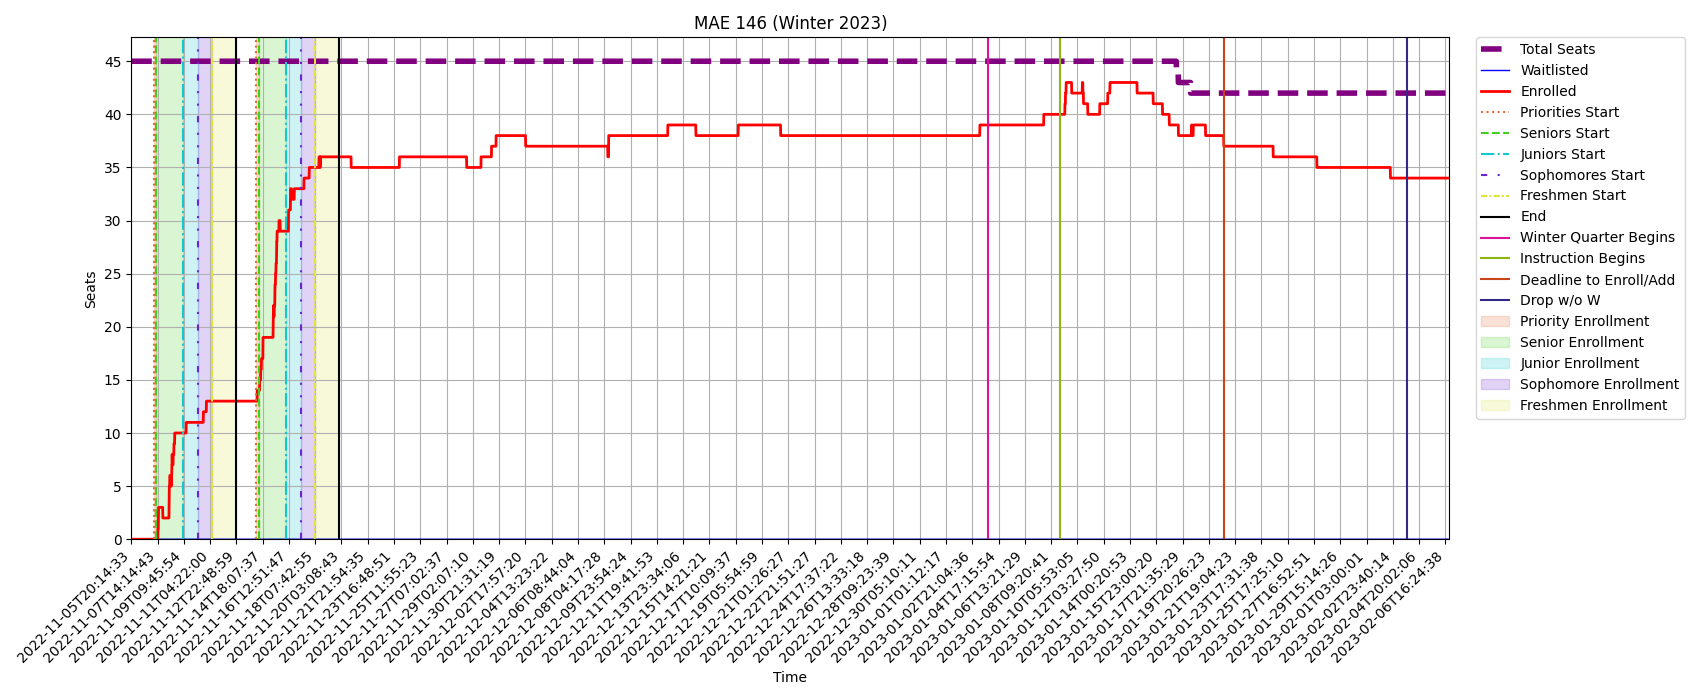 MAE 146 (Winter 2023)
Seats
45
40
35
30
25
20
15
10
5
0
2022-11-05T20:14:33
2022-11-07T14:14:43
2022-11-09T09:45:54
2022-11-11T04:22:00
2022-11-12T22:48:59
2022-11-14T18:07:37
2022-11-16T12:51:47
2022-11-18T07:42:55
2022-11-20T03:08:43
2022-11-21T21:54:35
2022-11-23T16:48:51
2022-11-25T11:55:23
2022-11-27T07:02:37
2022-11-29T02:07:10
2022-11-30T21:31:19
2022-12-02T17:57:20
2022-12-04T13:23:22
2022-12-06T08:44:04
2022-12-08T04:17:28
2022-12-09T23:54:24
2022-12-11T19:41:53
2022-12-13T23:34:06
2022-12-15T14:21:21
2022-12-17T10:09:37
2022-12-19T05:54:59
2022-12-21T01:26:27
2022-12-22T21:51:27
2022-12-24T17:37:22
2022-12-26T13:33:18
2022-12-28T09:23:39
2022-12-30T05:10:11
2023-01-01T01:12:17
2023-01-02T21:04:36
2023-01-04T17:15:54
2023-01-06T13:21:29
2023-01-08T09:20:41
2023-01-10T05:53:05
2023-01-12T03:27:50
2023-01-14T00:20:53
2023-01-15T23:00:20
2023-01-17T21:35:29
2023-01-19T20:26:23
2023-01-21T19:04:23
2023-01-23T17:31:38
2023-01-25T17:25:10
2023-01-27T16:52:51
2023-01-29T15:14:26
2023-02-01T03:00:01
2023-02-02T23:40:14
2023-02-04T20:02:06
2023-02-06T16:24:38
Time
Total Seats
Waitlisted
Enrolled
Priorities Start
Seniors Start
Juniors Start
Sophomores Start
Freshmen Start
End
Winter Quarter Begins
Instruction Begins
Deadline to Enroll/Add
Drop w/o W
Priority Enrollment
Senior Enrollment
Junior Enrollment
Sophomore Enrollment
Freshmen Enrollment